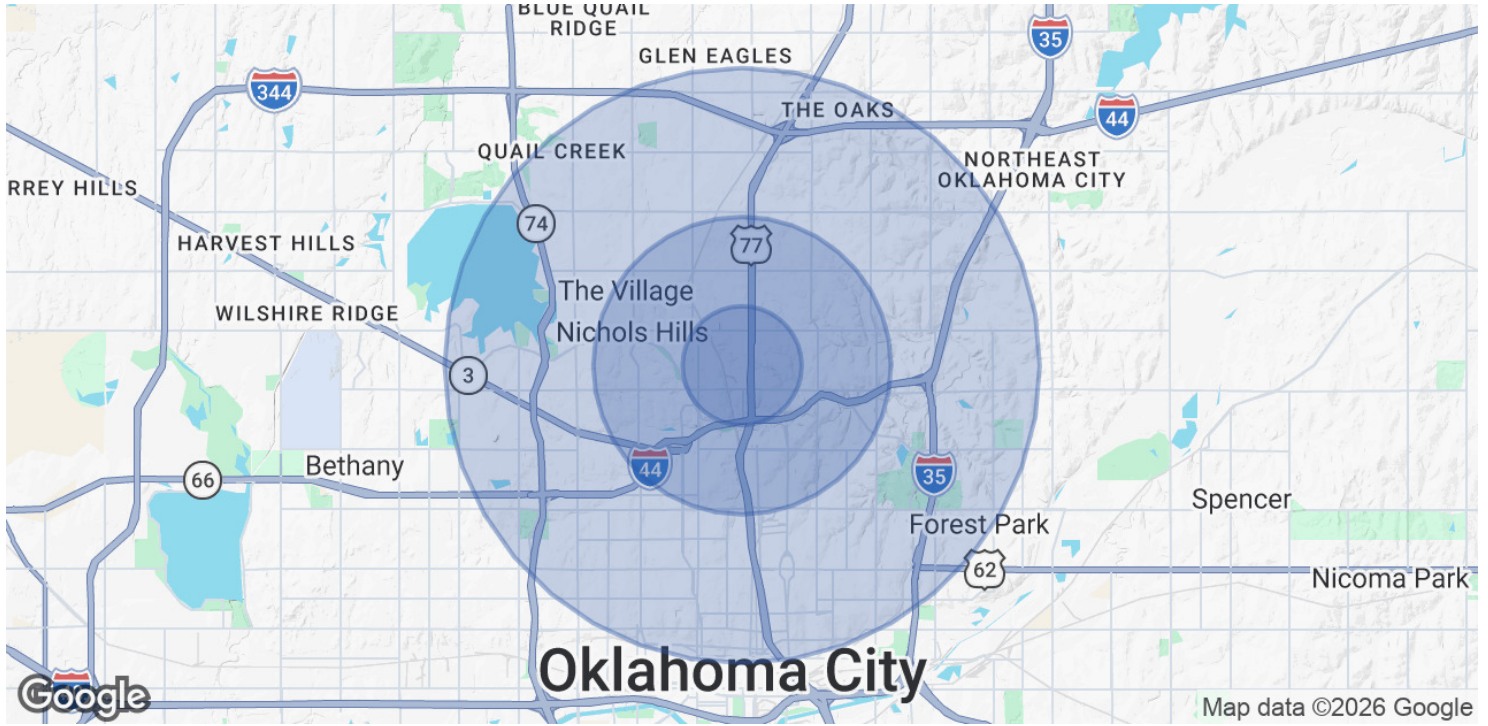 BLUE QUAIL
RIDGE
35
GLEN EAGLES
344
THE OAKS
44
QUAIL CREEK
NORTHEAST
OKLAHOMA CITY
RREY HILLS
74
HARVEST HILLS
77
The Village
WILSHIRE RIDGE
Nichols Hills
3
Bethany
44
35
66
Spencer
Forest Park
62
Nicoma Park
Oklahoma City
Google
Map data ©2026 Google